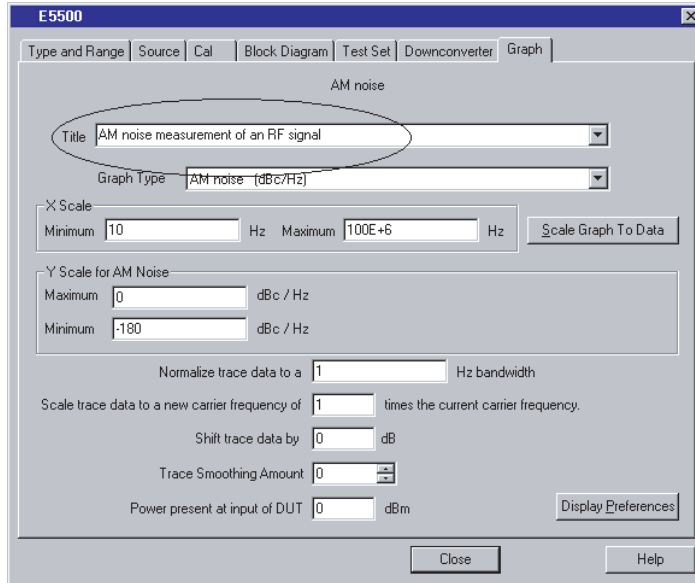 E5500
Type and Range Source Cal Block Diagram Test Set Downconverter Graph
AM noise
Title AM noise measurement of an RF signal
Graph Type AM noise (dBc/Hz)
X Scale
Minimum 10 Hz Maximum 100E+6 Hz Scale Graph To Data
Y Scale for AM Noise
Maximum 0 dBc / Hz
Minimum -180 dBc / Hz
Normalize trace data to a 1 Hz bandwidth
Scale trace data to a new carrier frequency of 1 times the current carrier frequency.
Shift trace data by 0 dB
Trace Smoothing Amount 0
Power present at input of DUT 0 dBm Display Preferences
Close Help